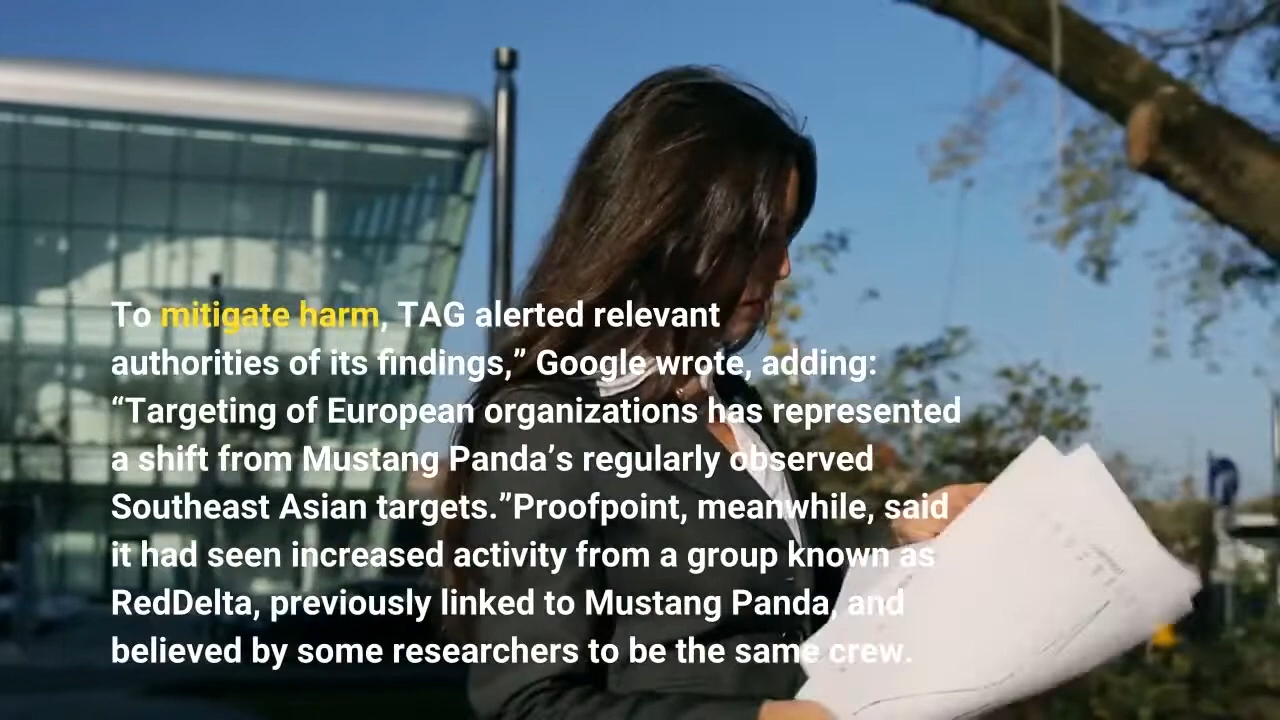 To mitigate harm, TAG alerted relevant
authorities of its findings,” Google wrote, adding:
“Targeting of European organizations has represented
a shift from Mustang Panda’s regularly observed
Southeast Asian targets.”Proofpoint, meanwhile, said
it had seen increased activity from a group known as
RedDelta, previously linked to Mustang Panda, and
believed by some researchers to be the same crew.